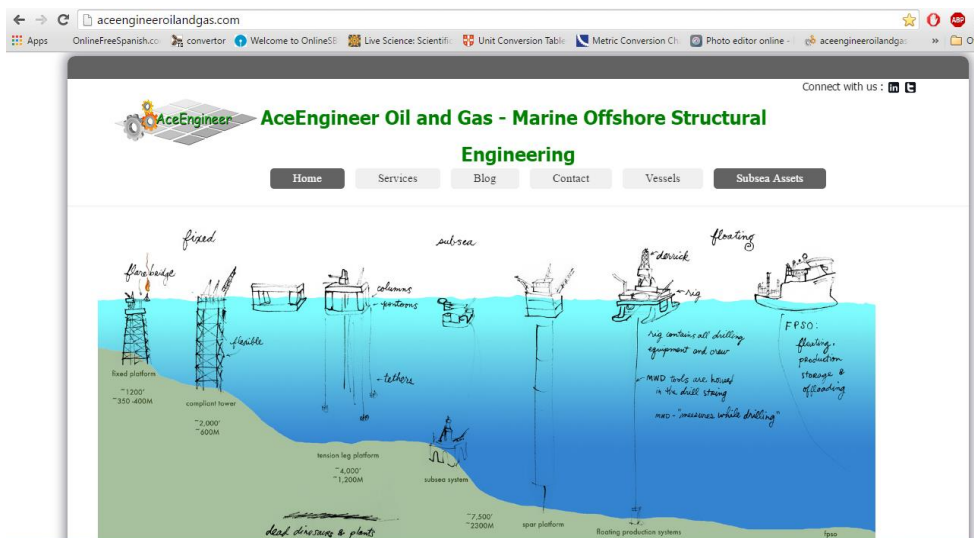 aceengineeroilandgas.com
ABP
Apps
OnlineFreeSpanish.co
convertor
Welcome to OnlineSB
Live Science: Scientific
Unit Conversion Table
Metric Conversion Ch
Photo editor online -
aceengineeroilandgas
»
Connect with us :
AceEngineer
AceEngineer Oil and Gas - Marine Offshore Structural
Engineering
Home
Services
Blog
Contact
Vessels
Subsea Assets
fixed
subsea
floating
flare bridge
derrick
columns
pontoons
rig
flexible
FPSO:
floating,
production
storage &
offloading
rig contains all drilling
equipment and crew
tethers
MWD tools are housed
in the drill string
MWD - "measures while drilling"
fixed platform
~1200'
~350-400M
compliant tower
~2,000'
~600M
tension leg platform
~4,000'
~1,200M
subsea system
~7,500'
~2200M
spar platform
floating production systems
fpso
dead dinosaurs & plants